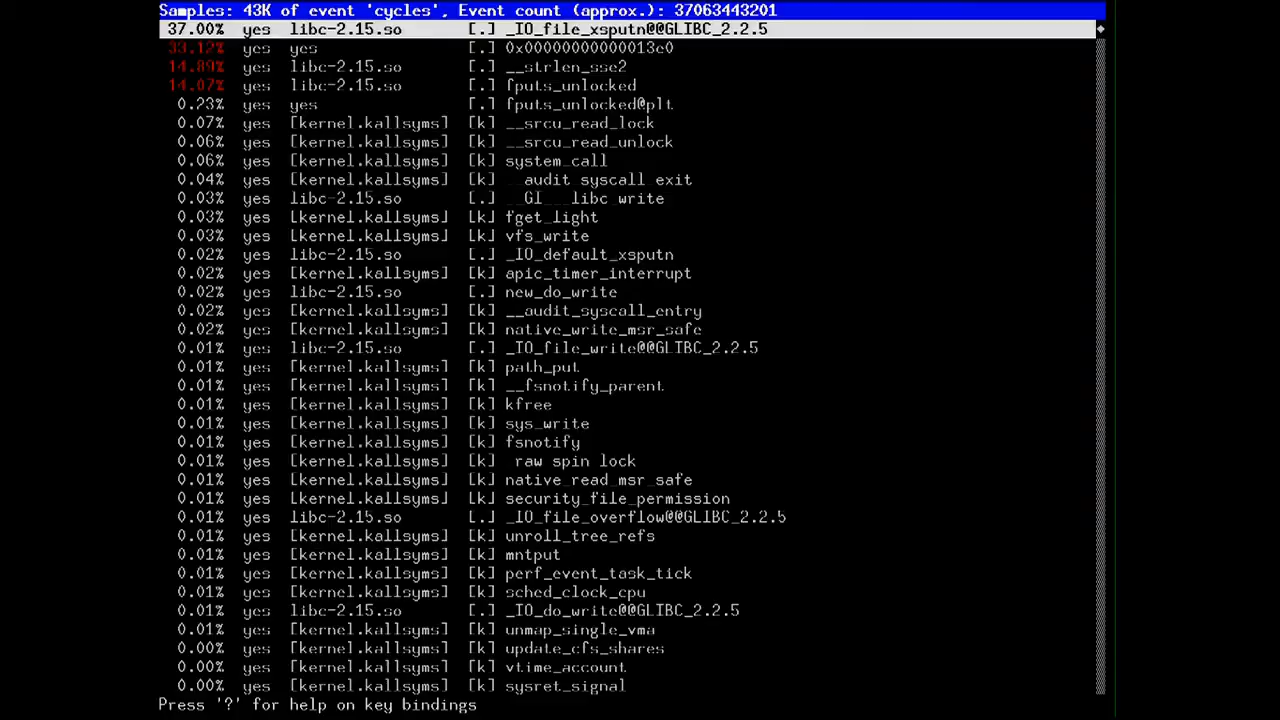 Samples: 43K of event 'cycles', Event count (approx.): 37063443201
37.00% yes libc-2.15.so [.] _IO_file_xsputn@@GLIBC_2.2.5
33.12% yes yes [.] 0x00000000000013e0
14.89% yes libc-2.15.so [.] __strlen_sse2
14.07% yes libc-2.15.so [.] fputs_unlocked
0.23% yes yes [.] fputs_unlocked@plt
0.07% yes [kernel.kallsyms] [k] __srcu_read_lock
0.06% yes [kernel.kallsyms] [k] __srcu_read_unlock
0.06% yes [kernel.kallsyms] [k] system_call
0.04% yes [kernel.kallsyms] [k] __audit_syscall_exit
0.03% yes libc-2.15.so [.] __GI___libc_write
0.03% yes [kernel.kallsyms] [k] fget_light
0.03% yes [kernel.kallsyms] [k] vfs_write
0.02% yes libc-2.15.so [.] _IO_default_xsputn
0.02% yes [kernel.kallsyms] [k] apic_timer_interrupt
0.02% yes libc-2.15.so [.] new_do_write
0.02% yes [kernel.kallsyms] [k] __audit_syscall_entry
0.02% yes [kernel.kallsyms] [k] native_write_msr_safe
0.01% yes libc-2.15.so [.] _IO_file_write@@GLIBC_2.2.5
0.01% yes [kernel.kallsyms] [k] path_put
0.01% yes [kernel.kallsyms] [k] __fsnotify_parent
0.01% yes [kernel.kallsyms] [k] kfree
0.01% yes [kernel.kallsyms] [k] sys_write
0.01% yes [kernel.kallsyms] [k] fsnotify
0.01% yes [kernel.kallsyms] [k] _raw_spin_lock
0.01% yes [kernel.kallsyms] [k] native_read_msr_safe
0.01% yes [kernel.kallsyms] [k] security_file_permission
0.01% yes libc-2.15.so [.] _IO_file_overflow@@GLIBC_2.2.5
0.01% yes [kernel.kallsyms] [k] unroll_tree_refs
0.01% yes [kernel.kallsyms] [k] mntput
0.01% yes [kernel.kallsyms] [k] perf_event_task_tick
0.01% yes [kernel.kallsyms] [k] sched_clock_cpu
0.01% yes libc-2.15.so [.] _IO_do_write@@GLIBC_2.2.5
0.01% yes [kernel.kallsyms] [k] unmap_single_vma
0.00% yes [kernel.kallsyms] [k] update_cfs_shares
0.00% yes [kernel.kallsyms] [k] vtime_account
0.00% yes [kernel.kallsyms] [k] sysret_signal
Press '?' for help on key bindings